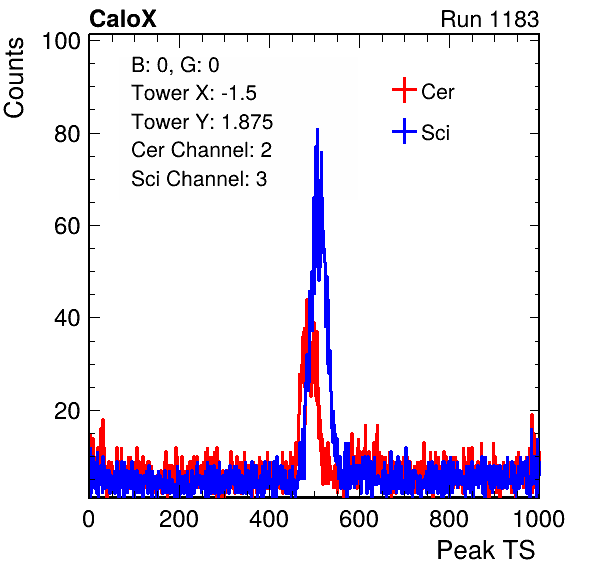 CaloX Run 1183
Counts
100
80
60
40
20
B: 0, G: 0
Tower X: -1.5
Tower Y: 1.875
Cer Channel: 2
Sci Channel: 3
Cer
Sci
0 200 400 600 800 1000
Peak TS